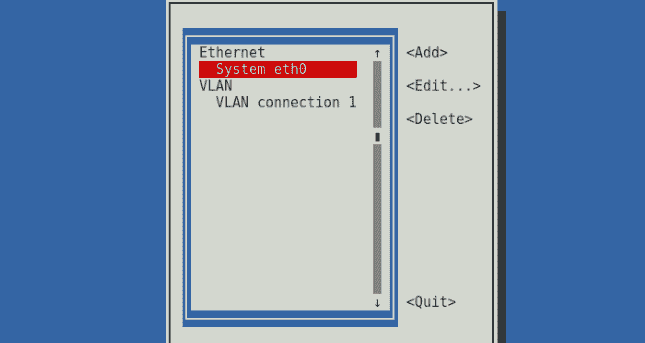 Ethernet
System eth0
VLAN
VLAN connection 1
↑
↓
<Add>
<Edit...>
<Delete>
<Quit>